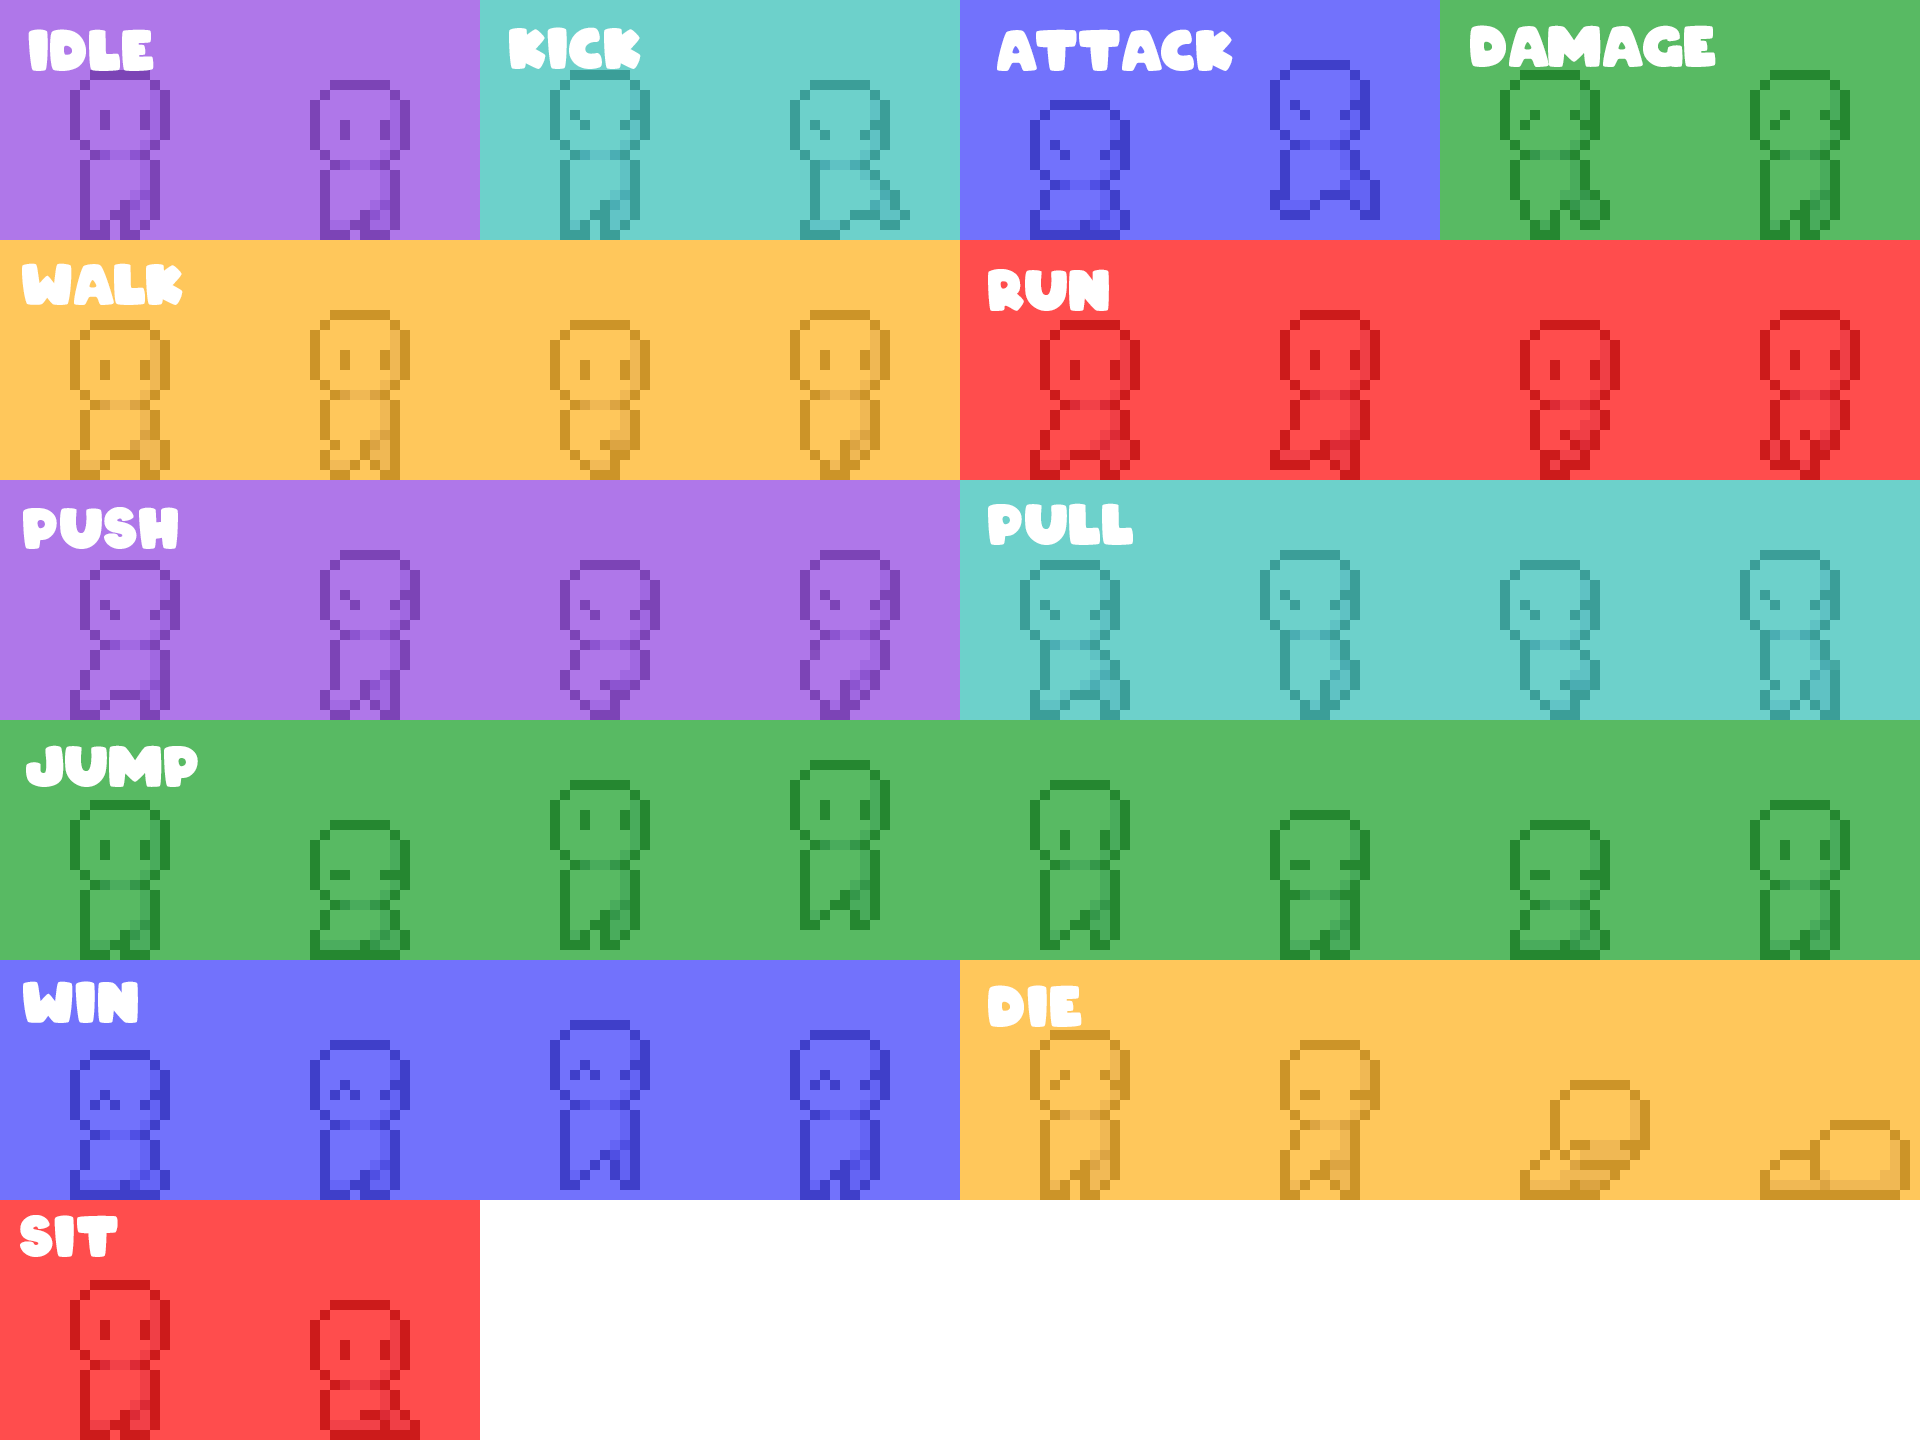 IDLE
KICK
ATTACK
DAMAGE
WALK
RUN
PUSH
PULL
JUMP
WIN
DIE
SIT